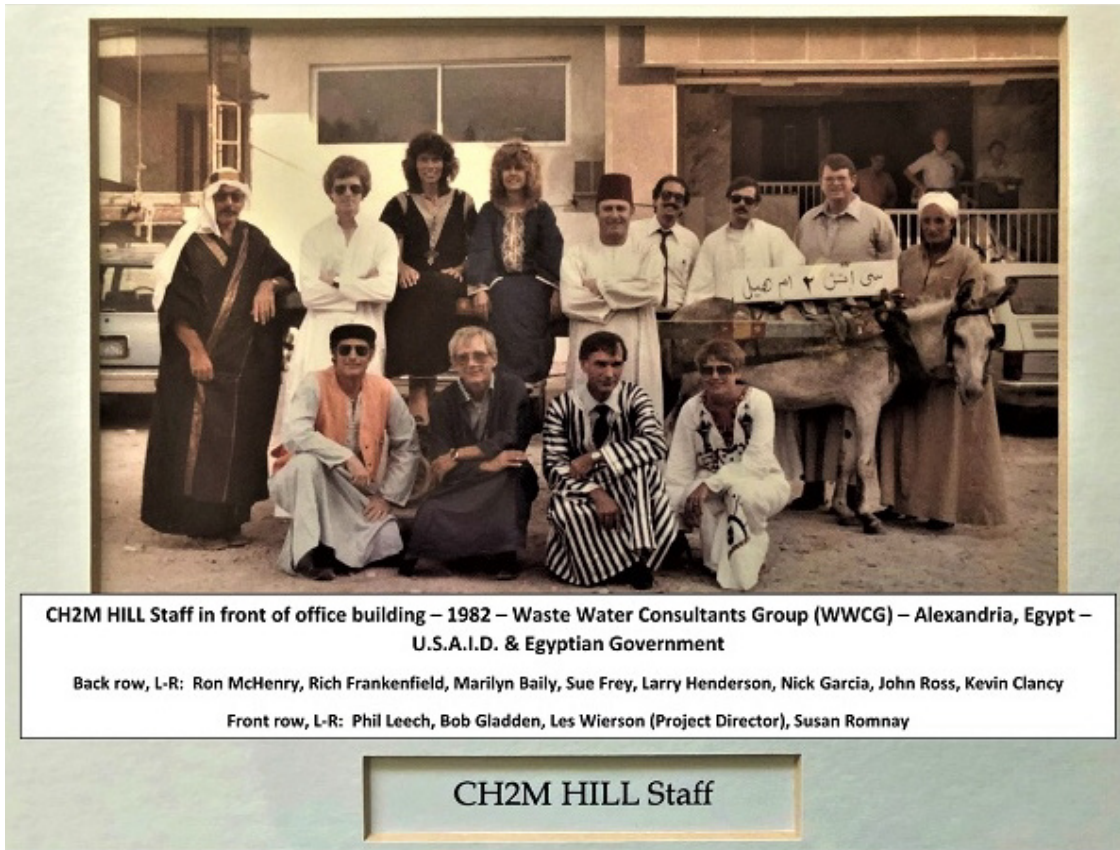 سى اتش ٢ ام هيل
CH2M HILL Staff in front of office building – 1982 – Waste Water Consultants Group (WWCG) – Alexandria, Egypt –
U.S.A.I.D. & Egyptian Government
Back row, L-R: Ron McHenry, Rich Frankenfield, Marilyn Baily, Sue Frey, Larry Henderson, Nick Garcia, John Ross, Kevin Clancy
Front row, L-R: Phil Leech, Bob Gladden, Les Wierson (Project Director), Susan Romnay
CH2M HILL Staff